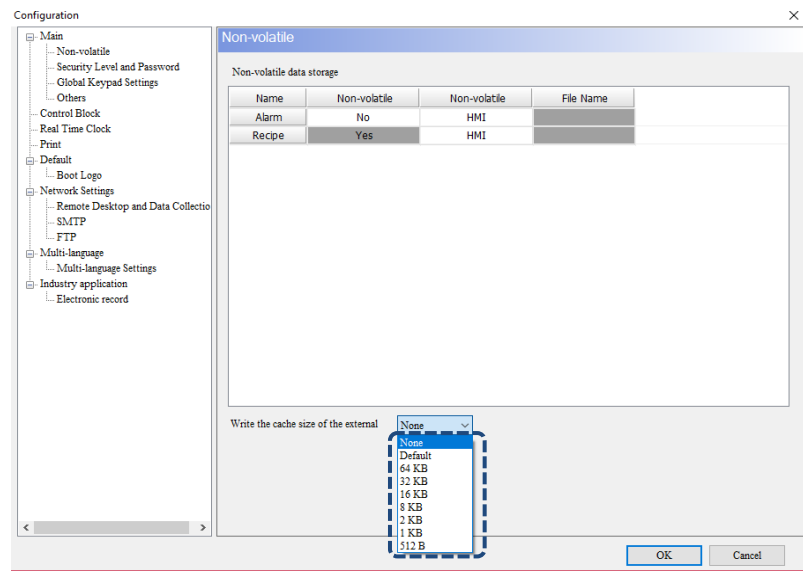 Configuration
Main
Non-volatile
Security Level and Password
Global Keypad Settings
Others
Control Block
Real Time Clock
Print
Default
Boot Logo
Network Settings
Remote Desktop and Data Collectio
SMTP
FTP
Multi-language
Multi-language Settings
Industry application
Electronic record
Non-volatile
Non-volatile data storage
Name Non-volatile Non-volatile File Name
Alarm No HMI
Recipe Yes HMI
Write the cache size of the external None
None
Default
64 KB
32 KB
16 KB
8 KB
2 KB
1 KB
512 B
OK Cancel